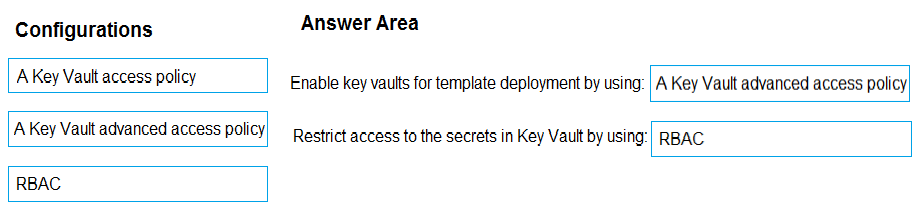 Configurations
Answer Area
A Key Vault access policy
A Key Vault advanced access policy
RBAC
Enable key vaults for template deployment by using: A Key Vault advanced access policy
Restrict access to the secrets in Key Vault by using: RBAC